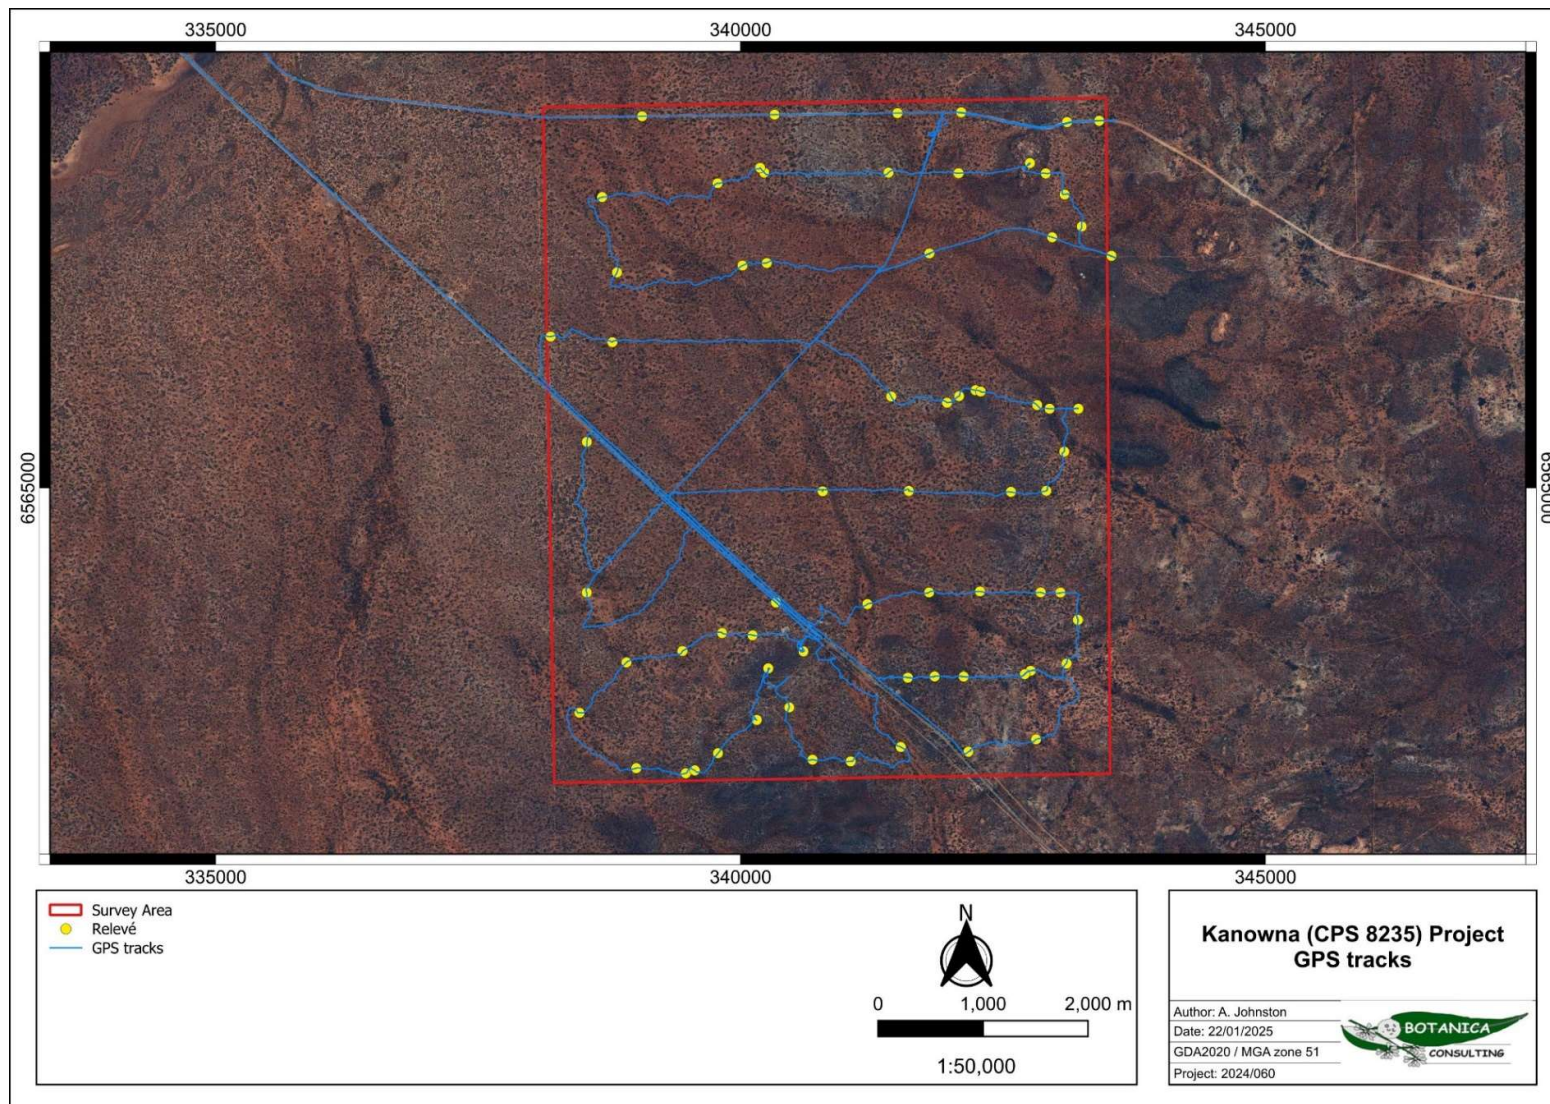 335000 340000 345000
6565000 6565000
335000 340000 345000
Survey Area
Relevé
GPS tracks
N
0 1,000 2,000 m
1:50,000
Kanowna (CPS 8235) Project
GPS tracks
Author: A. Johnston
Date: 22/01/2025
GDA2020 / MGA zone 51
Project: 2024/060
BOTANICA
CONSULTING